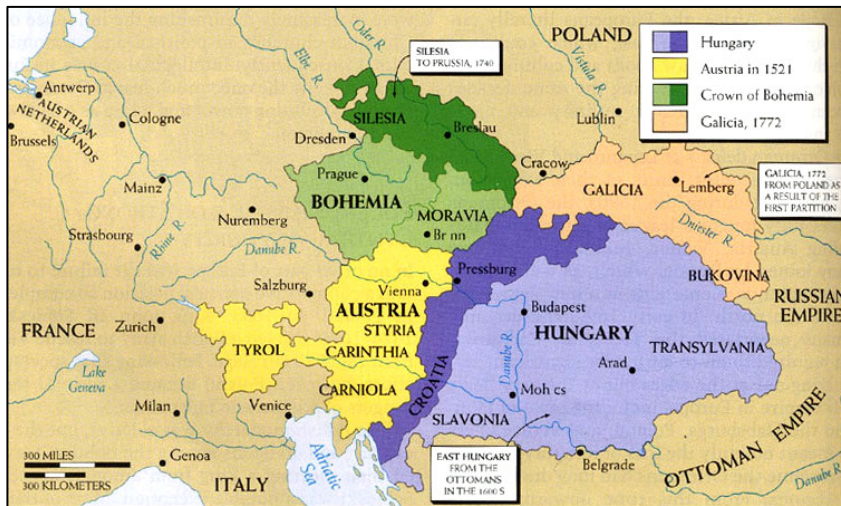 POLAND
Hungary
Austria in 1521
Crown of Bohemia
Galicia, 1772
SILESIA
TO PRUSSIA, 1740
Oder R.
Elbe R.
Vistula R.
Antwerp
AUSTRIAN
NETHERLANDS
Brussels
Cologne
Dresden
SILESIA
Breslau
Lublin
Cracow
GALICIA
Lemberg
GALICIA, 1772
FROM POLAND AS
A RESULT OF THE
FIRST PARTITION
Mainz
Prague
BOHEMIA
MORAVIA
Br nn
Nuremberg
Strasbourg
Rhine R.
Danube R.
Dniester R.
BUKOVINA
RUSSIAN
EMPIRE
Salzburg
Vienna
Pressburg
AUSTRIA
STYRIA
Budapest
HUNGARY
TRANSYLVANIA
FRANCE
Zurich
TYROL
CARINTHIA
CARNIOLA
CROATIA
Danube R.
Arad
Moh cs
SLAVONIA
Lake
Geneva
Milan
Venice
Genoa
Adriatic
Sea
ITALY
EAST HUNGARY
FROM THE
OTTOMANS
IN THE 1600 S
Belgrade
OTTOMAN EMPIRE
Danube R.
300 MILES
300 KILOMETERS